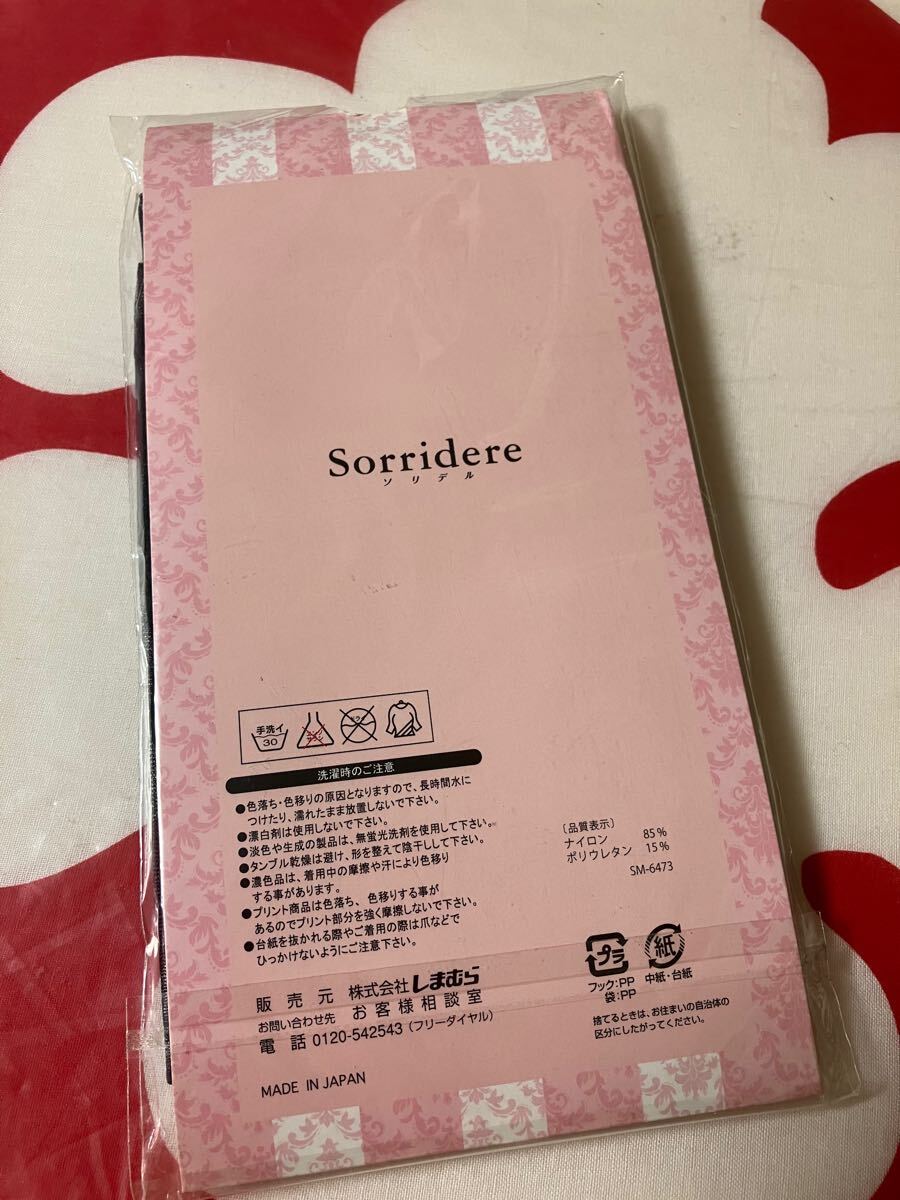 Sorridere
ソリデル
手洗イ
30
洗濯時のご注意
●色落ち・色移りの原因となりますので、長時間水に
つけたり、濡れたまま放置しないで下さい。
●漂白剤は使用しないで下さい。
●淡色や生成の製品は、無蛍光洗剤を使用して下さい。
●タンブル乾燥は避け、形を整えて陰干しして下さい。
●濃色品は、着用中の摩擦や汗により色移り
する事があります。
●プリント商品は色落ち、色移りする事が
あるのでプリント部分を強く摩擦しないで下さい。
●台紙を抜かれる際やご着用の際は爪などで
ひっかけないようにご注意下さい。
〔品質表示〕
ナイロン 85%
ポリウレタン 15%
SM-6473
プラ
フック:PP
袋:PP
紙
中紙・台紙
捨てるときは、お住まいの自治体の
区分にしたがってください。
販売元 株式会社しまむら
お問い合わせ先 お客様相談室
電話 0120-542543(フリーダイヤル)
MADE IN JAPAN